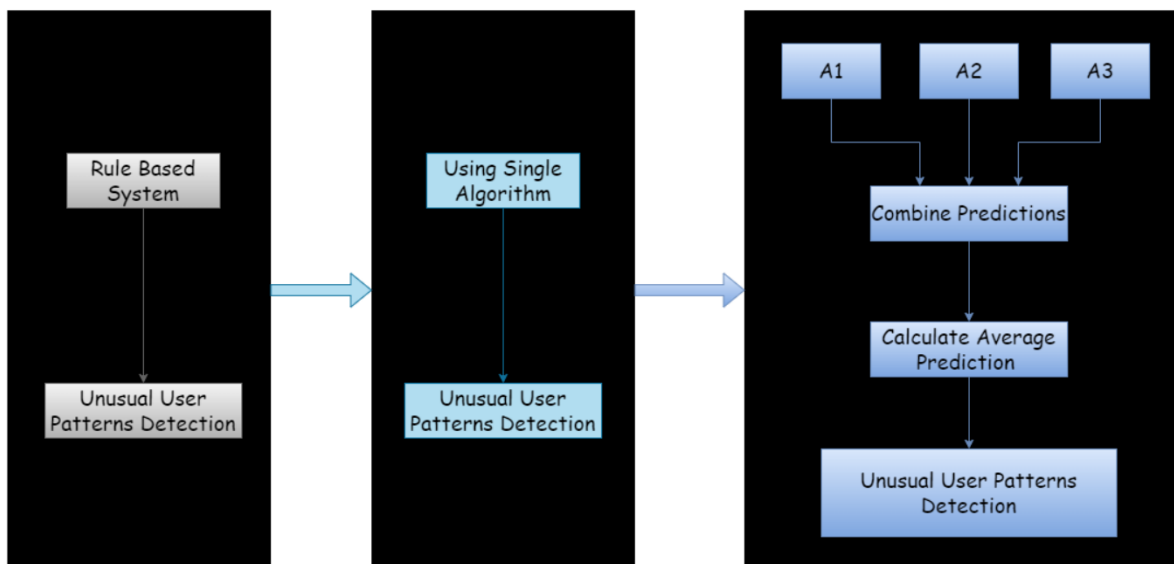 Rule Based
System
Unusual User
Patterns Detection
Using Single
Algorithm
Unusual User
Patterns Detection
A1
A2
A3
Combine Predictions
Calculate Average
Prediction
Unusual User Patterns
Detection